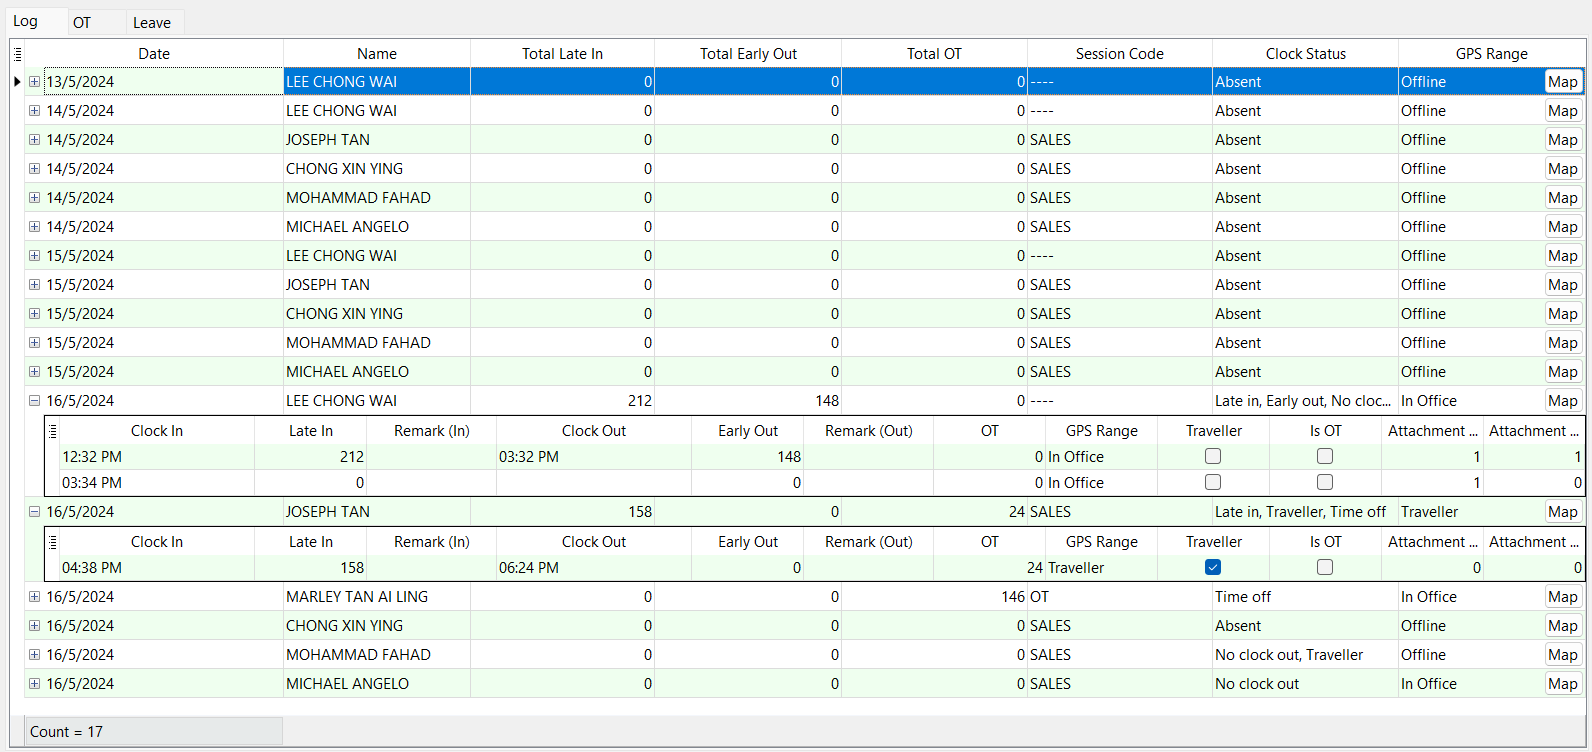 Log OT Leave
Date Name Total Late In Total Early Out Total OT Session Code Clock Status GPS Range
13/5/2024 LEE CHONG WAI 0 0 0 ---- Absent Offline Map
14/5/2024 LEE CHONG WAI 0 0 0 ---- Absent Offline Map
14/5/2024 JOSEPH TAN 0 0 0 SALES Absent Offline Map
14/5/2024 CHONG XIN YING 0 0 0 SALES Absent Offline Map
14/5/2024 MOHAMMAD FAHAD 0 0 0 SALES Absent Offline Map
14/5/2024 MICHAEL ANGELO 0 0 0 SALES Absent Offline Map
15/5/2024 LEE CHONG WAI 0 0 0 ---- Absent Offline Map
15/5/2024 JOSEPH TAN 0 0 0 SALES Absent Offline Map
15/5/2024 CHONG XIN YING 0 0 0 SALES Absent Offline Map
15/5/2024 MOHAMMAD FAHAD 0 0 0 SALES Absent Offline Map
15/5/2024 MICHAEL ANGELO 0 0 0 SALES Absent Offline Map
16/5/2024 LEE CHONG WAI 212 148 0 ---- Late in, Early out, No cloc... In Office Map
Clock In Late In Remark (In) Clock Out Early Out Remark (Out) OT GPS Range Traveller Is OT Attachment ... Attachment ...
12:32 PM 212 03:32 PM 148 0 In Office 1 1
03:34 PM 0 0 0 In Office 1 0
16/5/2024 JOSEPH TAN 158 0 24 SALES Late in, Traveller, Time off Traveller Map
Clock In Late In Remark (In) Clock Out Early Out Remark (Out) OT GPS Range Traveller Is OT Attachment ... Attachment ...
04:38 PM 158 06:24 PM 0 24 Traveller 0 0
16/5/2024 MARLEY TAN AI LING 0 0 146 OT Time off In Office Map
16/5/2024 CHONG XIN YING 0 0 0 SALES Absent Offline Map
16/5/2024 MOHAMMAD FAHAD 0 0 0 SALES No clock out, Traveller Offline Map
16/5/2024 MICHAEL ANGELO 0 0 0 SALES No clock out In Office Map
Count = 17